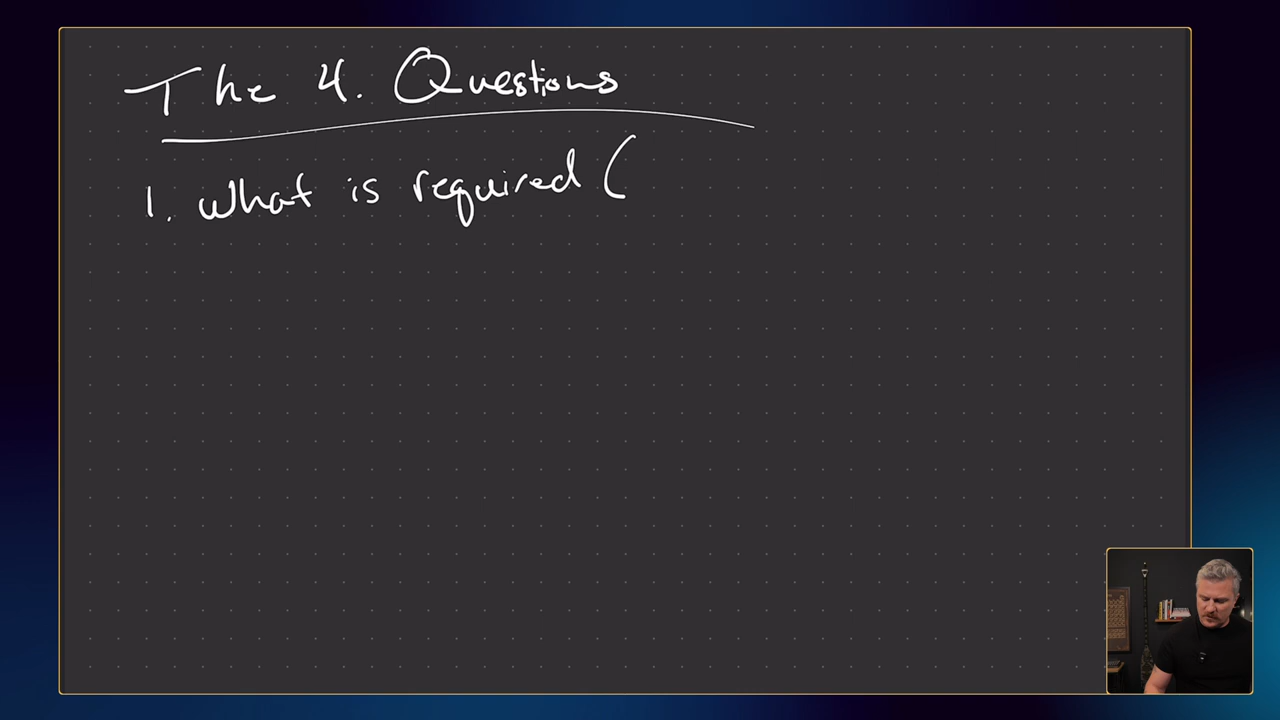 The 4. Questions
1. What is required (